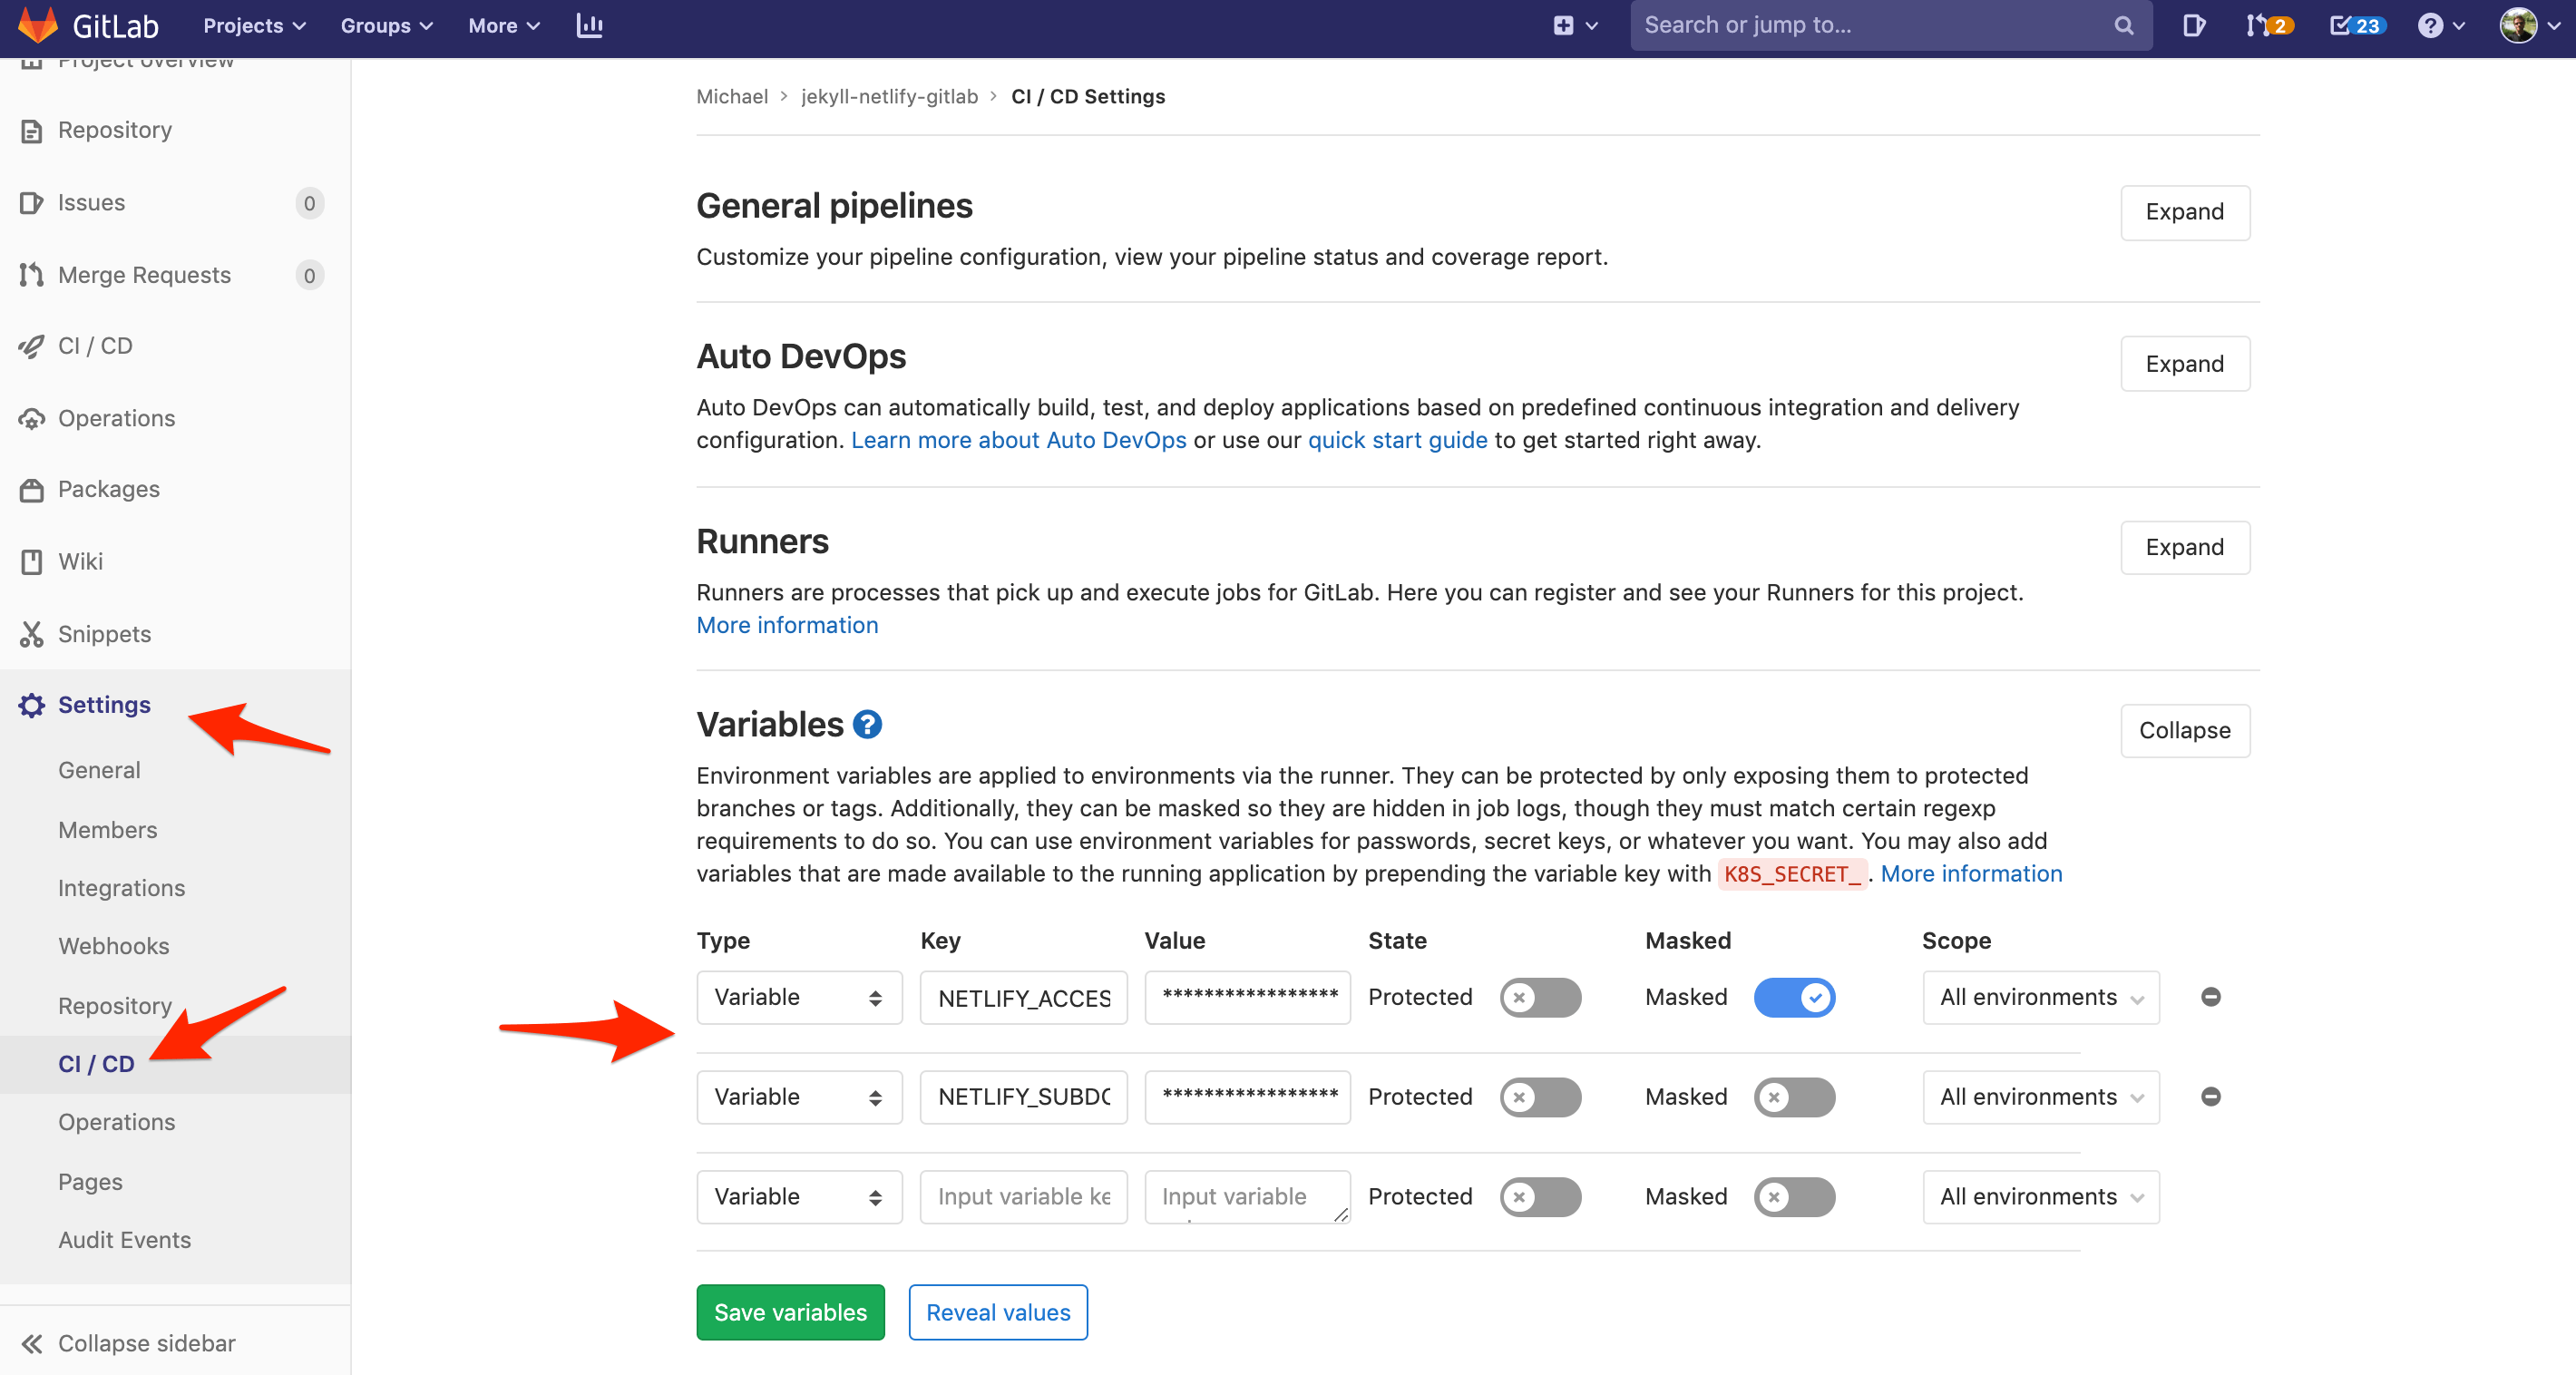 GitLab Projects Groups More Search or jump to... 2 23
Project overview
Repository
Issues 0
Merge Requests 0
CI / CD
Operations
Packages
Wiki
Snippets
Settings
General
Members
Integrations
Webhooks
Repository
CI / CD
Operations
Pages
Audit Events
Collapse sidebar
Michael > jekyll-netlify-gitlab > CI / CD Settings
General pipelines Expand
Customize your pipeline configuration, view your pipeline status and coverage report.
Auto DevOps Expand
Auto DevOps can automatically build, test, and deploy applications based on predefined continuous integration and delivery
configuration. Learn more about Auto DevOps or use our quick start guide to get started right away.
Runners Expand
Runners are processes that pick up and execute jobs for GitLab. Here you can register and see your Runners for this project.
More information
Variables ? Collapse
Environment variables are applied to environments via the runner. They can be protected by only exposing them to protected
branches or tags. Additionally, they can be masked so they are hidden in job logs, though they must match certain regexp
requirements to do so. You can use environment variables for passwords, secret keys, or whatever you want. You may also add
variables that are made available to the running application by prepending the variable key with K8S_SECRET_. More information
Type Key Value State Masked Scope
Variable NETLIFY_ACCES ***************** Protected Masked All environments
Variable NETLIFY_SUBDO ***************** Protected Masked All environments
Variable Input variable ke Input variable Protected Masked All environments
Save variables Reveal values